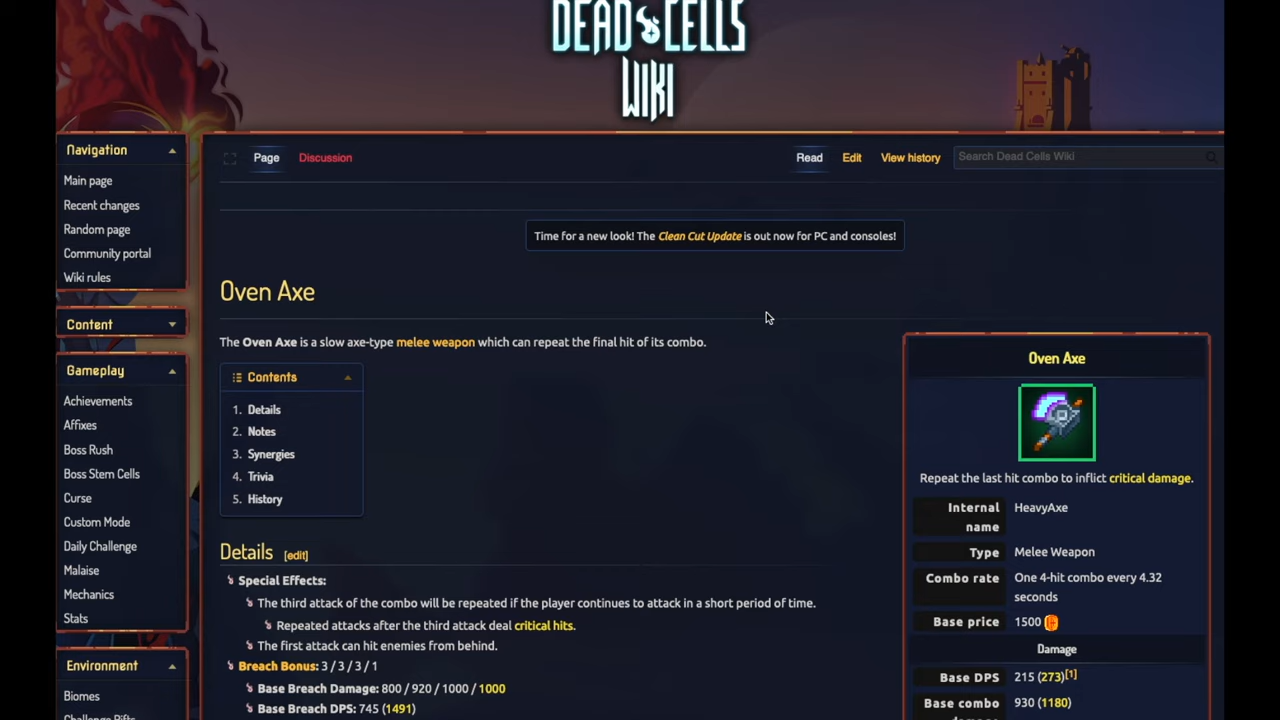 DEAD CELLS
WIKI
Navigation
Main page
Recent changes
Random page
Community portal
Wiki rules
Content
Gameplay
Achievements
Affixes
Boss Rush
Boss Stem Cells
Curse
Custom Mode
Daily Challenge
Malaise
Mechanics
Stats
Environment
Biomes
Challenge Rifts
Page Discussion Read Edit View history Search Dead Cells Wiki
Time for a new look! The Clean Cut Update is out now for PC and consoles!
Oven Axe
The Oven Axe is a slow axe-type melee weapon which can repeat the final hit of its combo.
Contents
1. Details
2. Notes
3. Synergies
4. Trivia
5. History
Details [edit]
Special Effects:
The third attack of the combo will be repeated if the player continues to attack in a short period of time.
Repeated attacks after the third attack deal critical hits.
The first attack can hit enemies from behind.
Breach Bonus: 3 / 3 / 3 / 1
Base Breach Damage: 800 / 920 / 1000 / 1000
Base Breach DPS: 745 (1491)
Oven Axe
Repeat the last hit combo to inflict critical damage.
Internal name HeavyAxe
Type Melee Weapon
Combo rate One 4-hit combo every 4.32 seconds
Base price 1500
Damage
Base DPS 215 (273)[1]
Base combo damage 930 (1180)